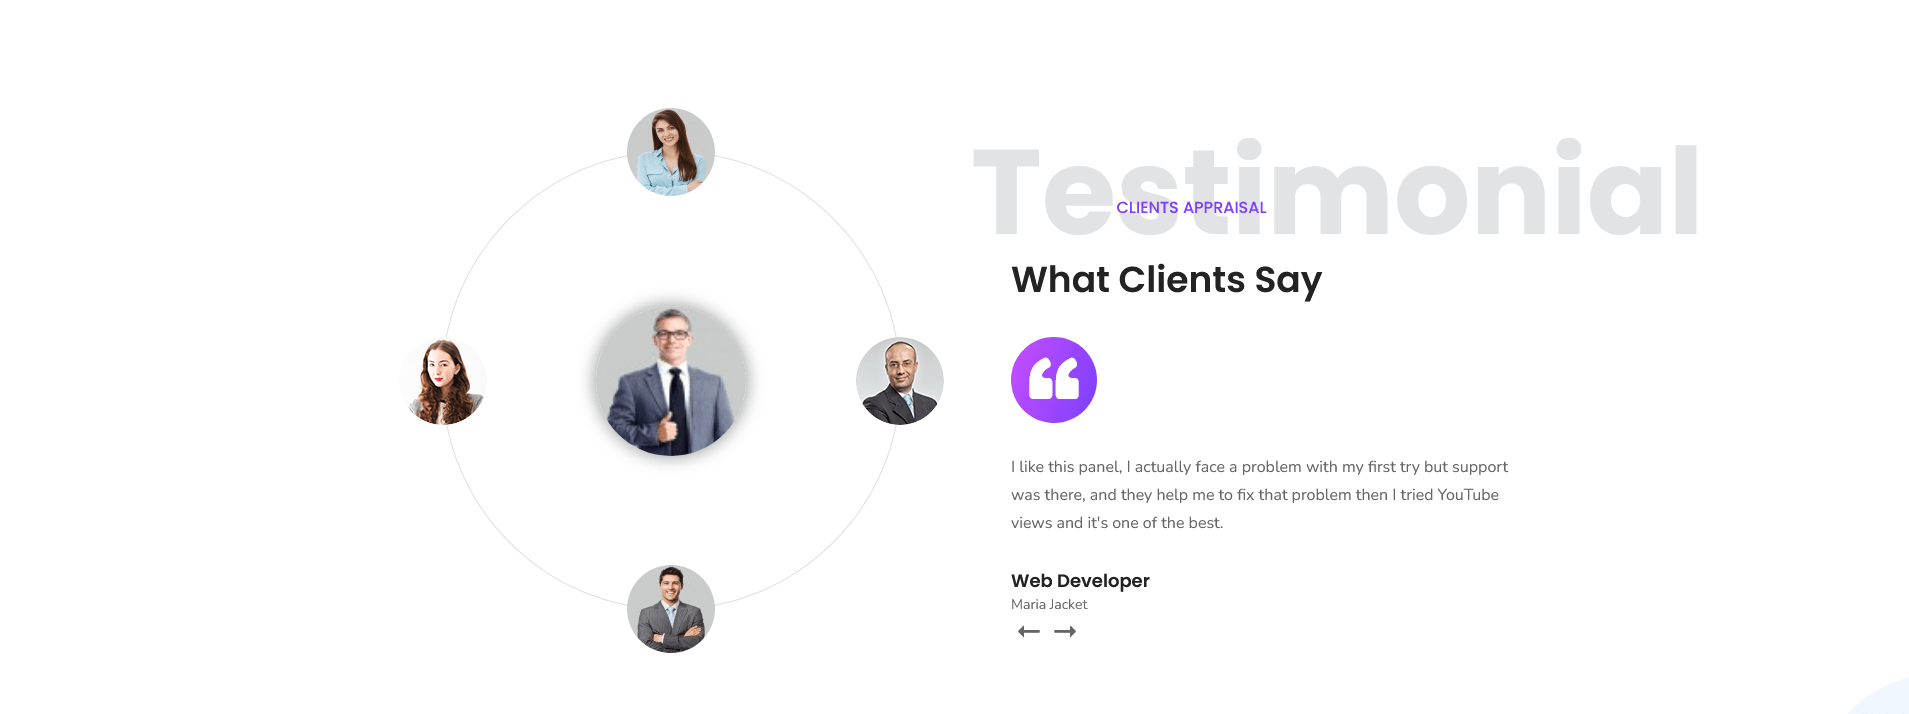 Testimonial
CLIENTS APPRAISAL
What Clients Say
I like this panel, I actually face a problem with my first try but support
was there, and they help me to fix that problem then I tried YouTube
views and it's one of the best.
Web Developer
Maria Jacket